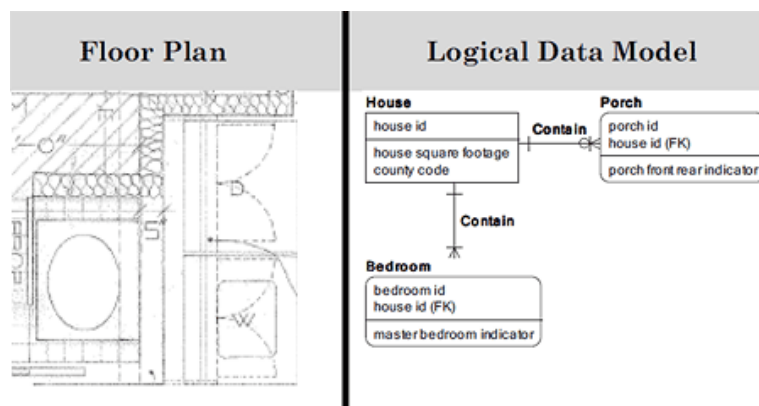 Floor Plan
Logical Data Model
D
S
W
House
house id
house square footage
county code
Contain
Porch
porch id
house id (FK)
porch front rear indicator
Contain
Bedroom
bedroom id
house id (FK)
master bedroom indicator